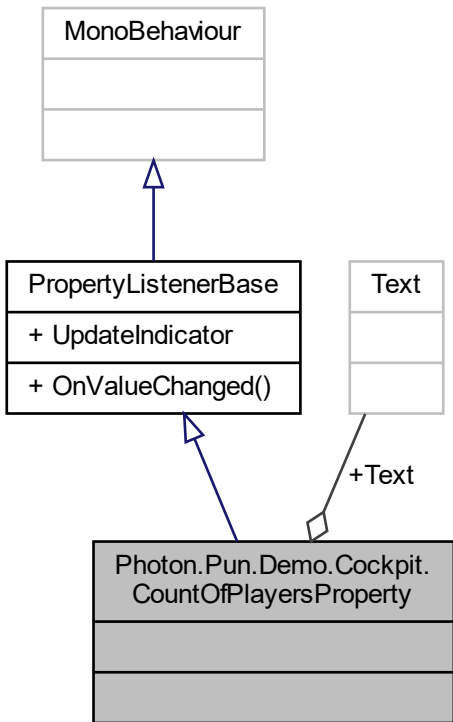 MonoBehaviour
PropertyListenerBase
+ UpdateIndicator
+ OnValueChanged()
Text
+Text
Photon.Pun.Demo.Cockpit.
CountOfPlayersProperty